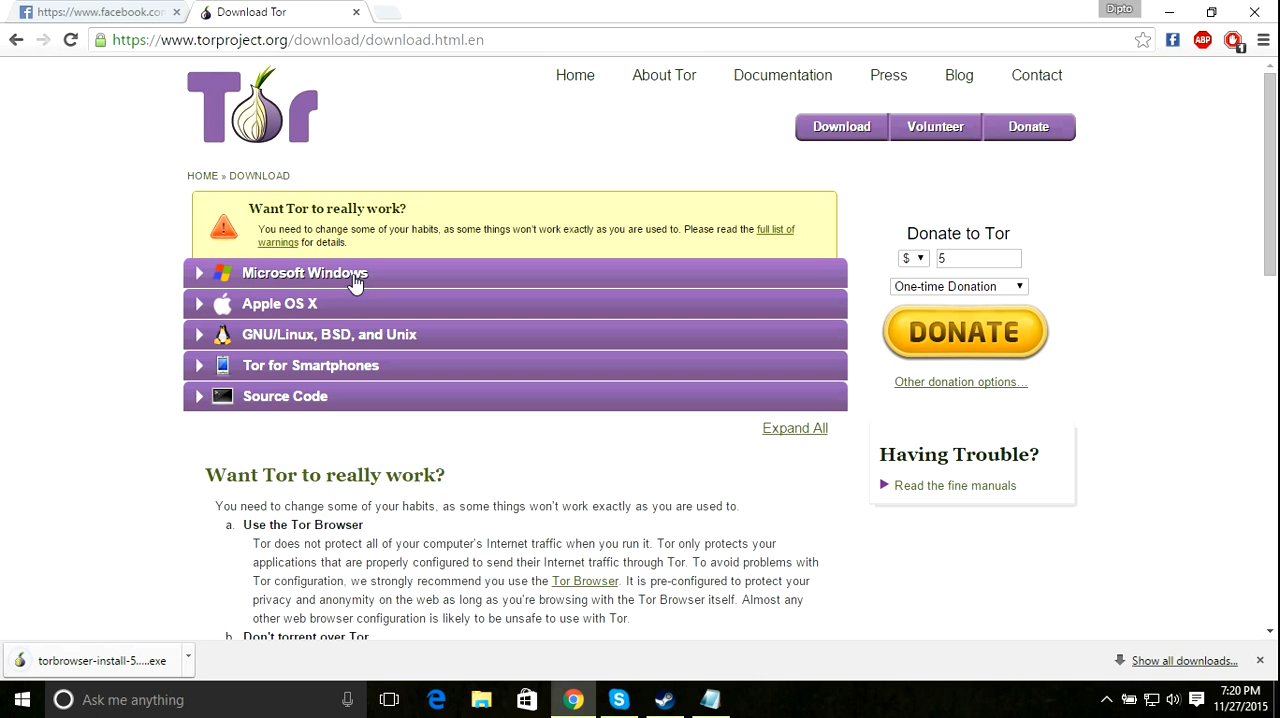 https://www.facebook.con
Download Tor
Dipto
https://www.torproject.org/download/download.html.en
ABP
1
Tor
Home
About Tor
Documentation
Press
Blog
Contact
Download
Volunteer
Donate
HOME » DOWNLOAD
Want Tor to really work?
You need to change some of your habits, as some things won't work exactly as you are used to. Please read the full list of
warnings for details.
Microsoft Windows
Apple OS X
GNU/Linux, BSD, and Unix
Tor for Smartphones
Source Code
Expand All
Donate to Tor
$
5
One-time Donation
DONATE
Other donation options...
Having Trouble?
Read the fine manuals
Want Tor to really work?
You need to change some of your habits, as some things won't work exactly as you are used to.
a. Use the Tor Browser
Tor does not protect all of your computer's Internet traffic when you run it. Tor only protects your
applications that are properly configured to send their Internet traffic through Tor. To avoid problems with
Tor configuration, we strongly recommend you use the Tor Browser. It is pre-configured to protect your
privacy and anonymity on the web as long as you're browsing with the Tor Browser itself. Almost any
other web browser configuration is likely to be unsafe to use with Tor.
b. Don't torrent over Tor
torbrowser-install-5.....exe
Show all downloads...
Ask me anything
7:20 PM
11/27/2015